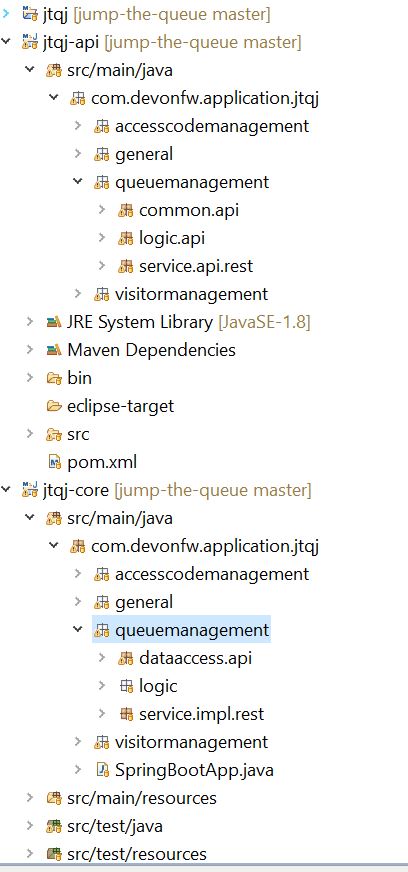 jtqj [jump-the-queue master]
jtqj-api [jump-the-queue master]
src/main/java
com.devonfw.application.jtqj
accesscodemanagement
general
queuemanagement
common.api
logic.api
service.api.rest
visitormanagement
JRE System Library [JavaSE-1.8]
Maven Dependencies
bin
eclipse-target
src
pom.xml
jtqj-core [jump-the-queue master]
src/main/java
com.devonfw.application.jtqj
accesscodemanagement
general
queuemanagement
dataaccess.api
logic
service.impl.rest
visitormanagement
SpringBootApp.java
src/main/resources
src/test/java
src/test/resources